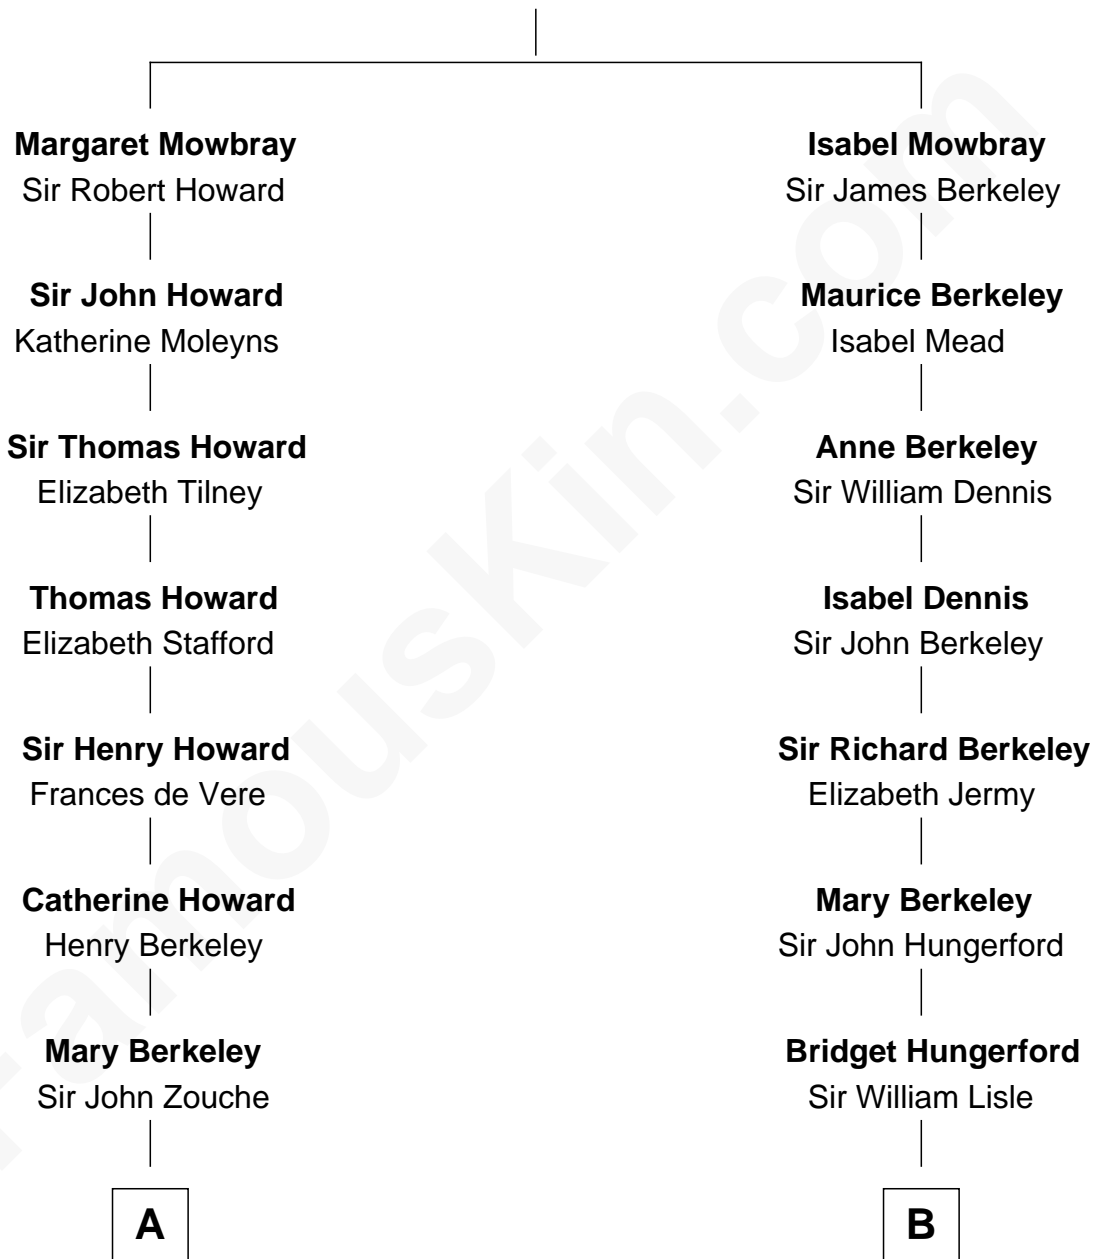 Margaret Mowbray
Sir Robert Howard
Isabel Mowbray
Sir James Berkeley
Sir John Howard
Katherine Moleyns
Maurice Berkeley
Isabel Mead
Sir Thomas Howard
Elizabeth Tilney
Anne Berkeley
Sir William Dennis
Thomas Howard
Elizabeth Stafford
Isabel Dennis
Sir John Berkeley
Sir Henry Howard
Frances de Vere
Sir Richard Berkeley
Elizabeth Jermy
Catherine Howard
Henry Berkeley
Mary Berkeley
Sir John Hungerford
Mary Berkeley
Sir John Zouche
Bridget Hungerford
Sir William Lisle
A
B
FamousKin.com